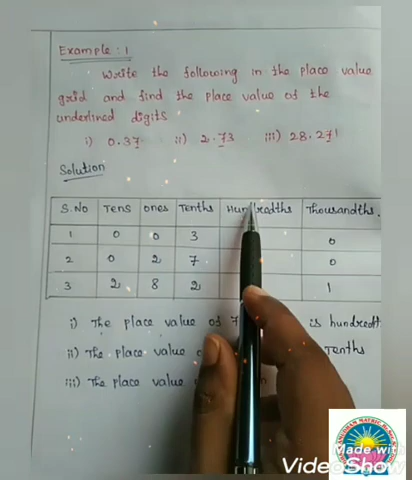 Example : 1
Write the following in the place value
grid and find the place value of the
underlined digits
i) 0.37 ii) 2.73 iii) 28.271
Solution
S.No Tens ones Tenths Hundredths Thousandths.
1 0 0 3 0
2 0 2 7 0
3 2 8 2 1
i) The place value of 7 is hundredt
ii) The place value Tenths
iii) The place value
Made with
VideoShow